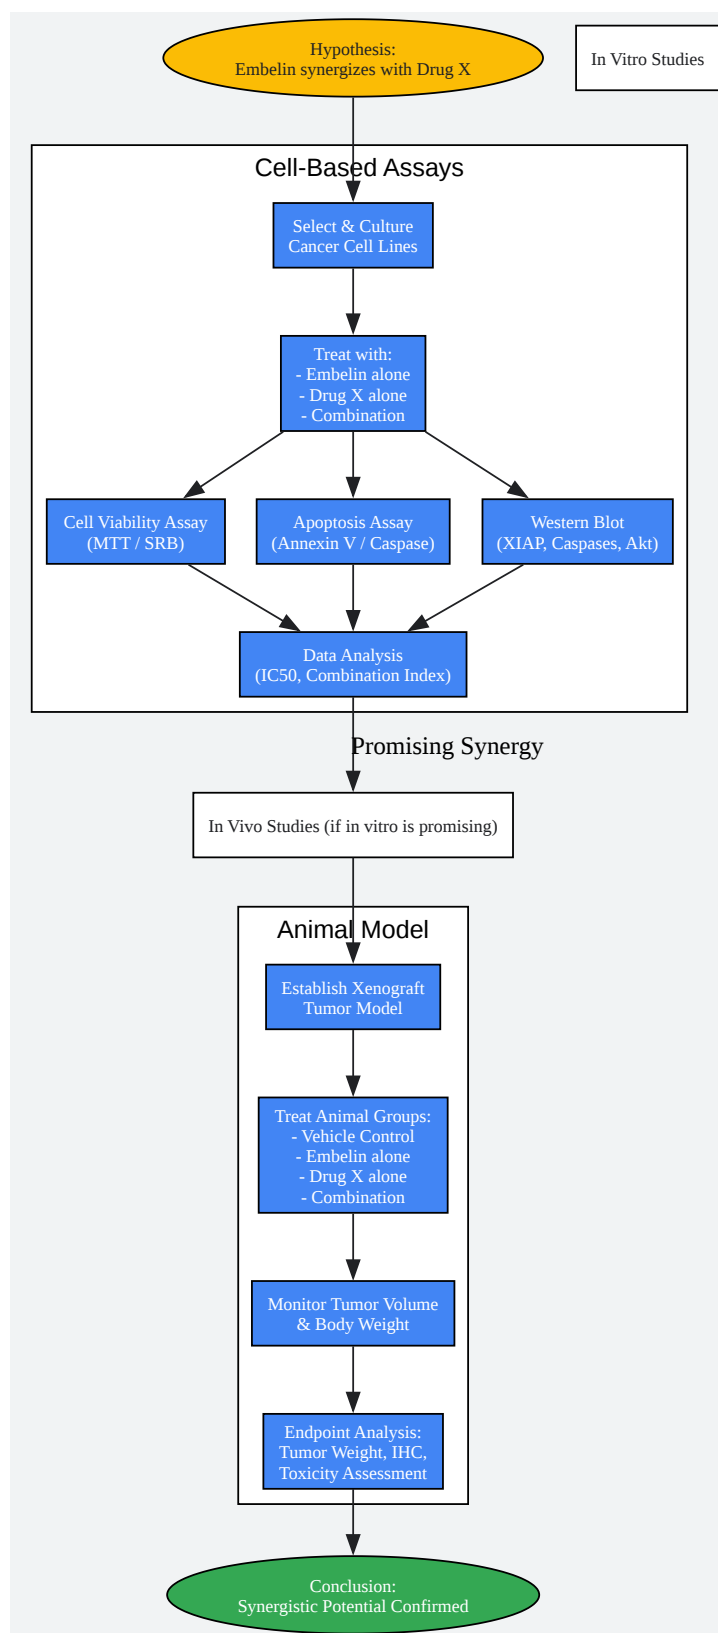 Hypothesis:
Embelin synergizes with Drug X
In Vitro Studies
Cell-Based Assays
Select & Culture
Cancer Cell Lines
Treat with:
- Embelin alone
- Drug X alone
- Combination
Cell Viability Assay
(MTT / SRB)
Apoptosis Assay
(Annexin V / Caspase)
Western Blot
(XIAP, Caspases, Akt)
Data Analysis
(IC50, Combination Index)
Promising Synergy
In Vivo Studies (if in vitro is promising)
Animal Model
Establish Xenograft
Tumor Model
Treat Animal Groups:
- Vehicle Control
- Embelin alone
- Drug X alone
- Combination
Monitor Tumor Volume
& Body Weight
Endpoint Analysis:
Tumor Weight, IHC,
Toxicity Assessment
Conclusion:
Synergistic Potential Confirmed